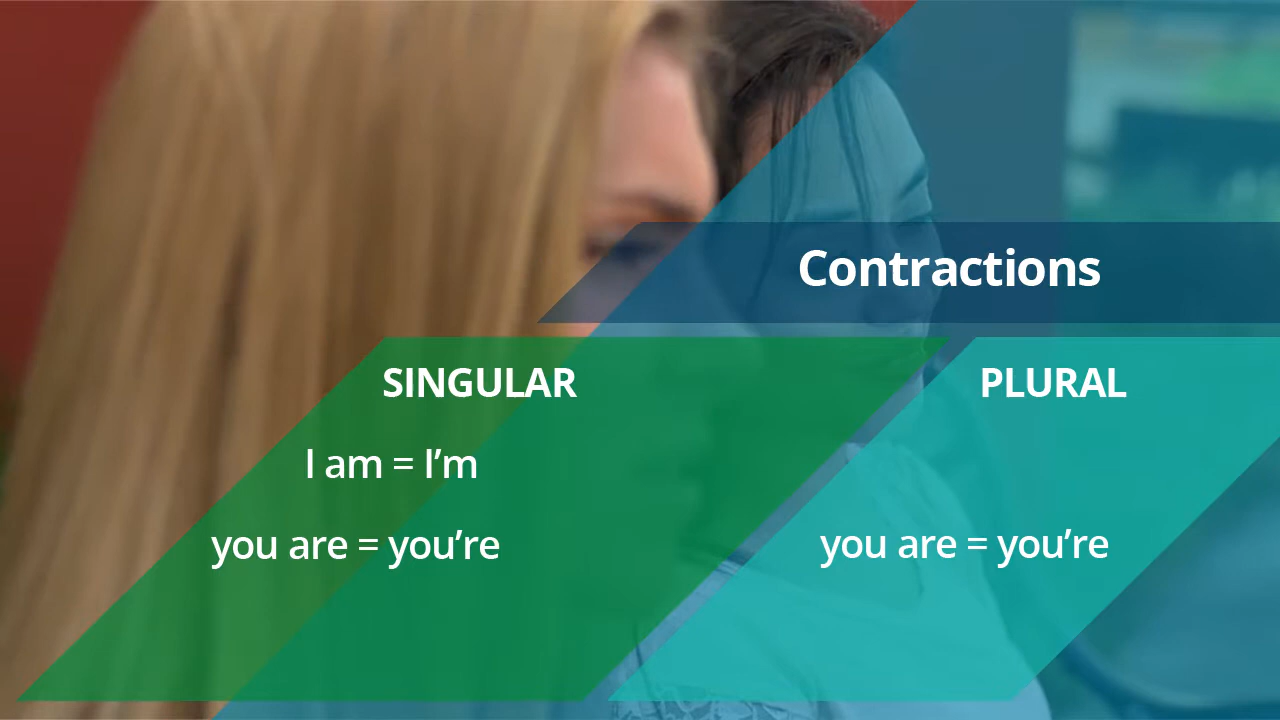 Contractions
SINGULAR
PLURAL
I am = I’m
you are = you’re
you are = you’re